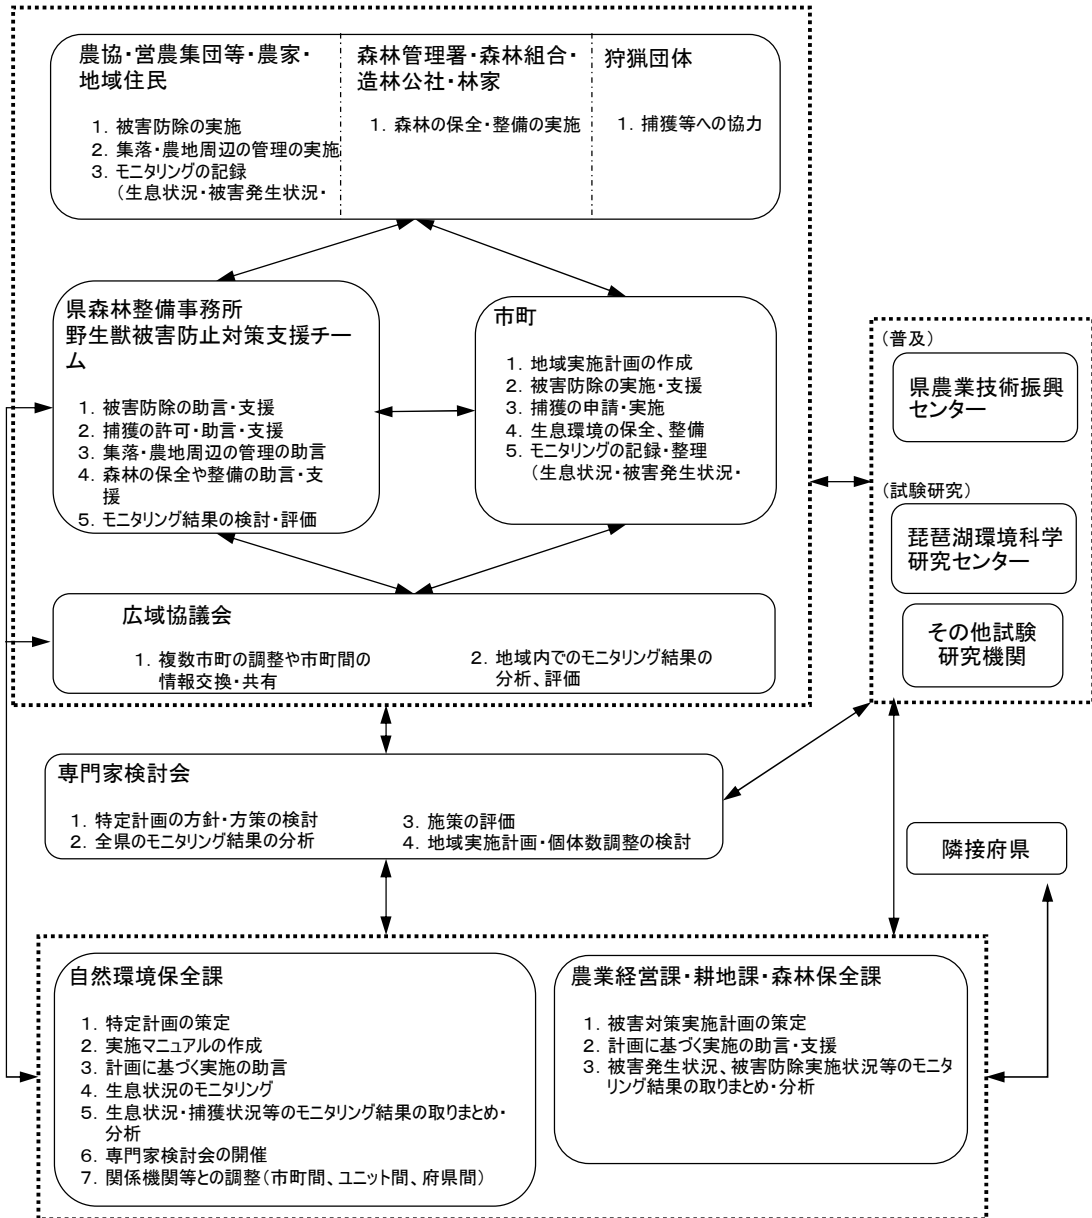 農協・営農集団等・農家・
地域住民
1. 被害防除の実施
2. 集落・農地周辺の管理の実施
3. モニタリングの記録
(生息状況・被害発生状況・
森林管理署・森林組合・
造林公社・林家
1. 森林の保全・整備の実施
狩猟団体
1. 捕獲等への協力
県森林整備事務所
野生獣被害防止対策支援チー
ム
1. 被害防除の助言・支援
2. 捕獲の許可・助言・支援
3. 集落・農地周辺の管理の助言
4. 森林の保全や整備の助言・支
援
5. モニタリング結果の検討・評価
市町
1. 地域実施計画の作成
2. 被害防除の実施・支援
3. 捕獲の申請・実施
4. 生息環境の保全、整備
5. モニタリングの記録・整理
(生息状況・被害発生状況・
(普及)
県農業技術振興
センター
(試験研究)
琵琶湖環境科学
研究センター
その他試験
研究機関
広域協議会
1. 複数市町の調整や市町間の
情報交換・共有
2. 地域内でのモニタリング結果の
分析、評価
専門家検討会
1. 特定計画の方針・方策の検討
2. 全県のモニタリング結果の分析
3. 施策の評価
4. 地域実施計画・個体数調整の検討
隣接府県
自然環境保全課
1. 特定計画の策定
2. 実施マニュアルの作成
3. 計画に基づく実施の助言
4. 生息状況のモニタリング
5. 生息状況・捕獲状況等のモニタリング結果の取りまとめ・
分析
6. 専門家検討会の開催
7. 関係機関等との調整(市町間、ユニット間、府県間)
農業経営課・耕地課・森林保全課
1. 被害対策実施計画の策定
2. 計画に基づく実施の助言・支援
3. 被害発生状況、被害防除実施状況等のモニタ
リング結果の取りまとめ・分析